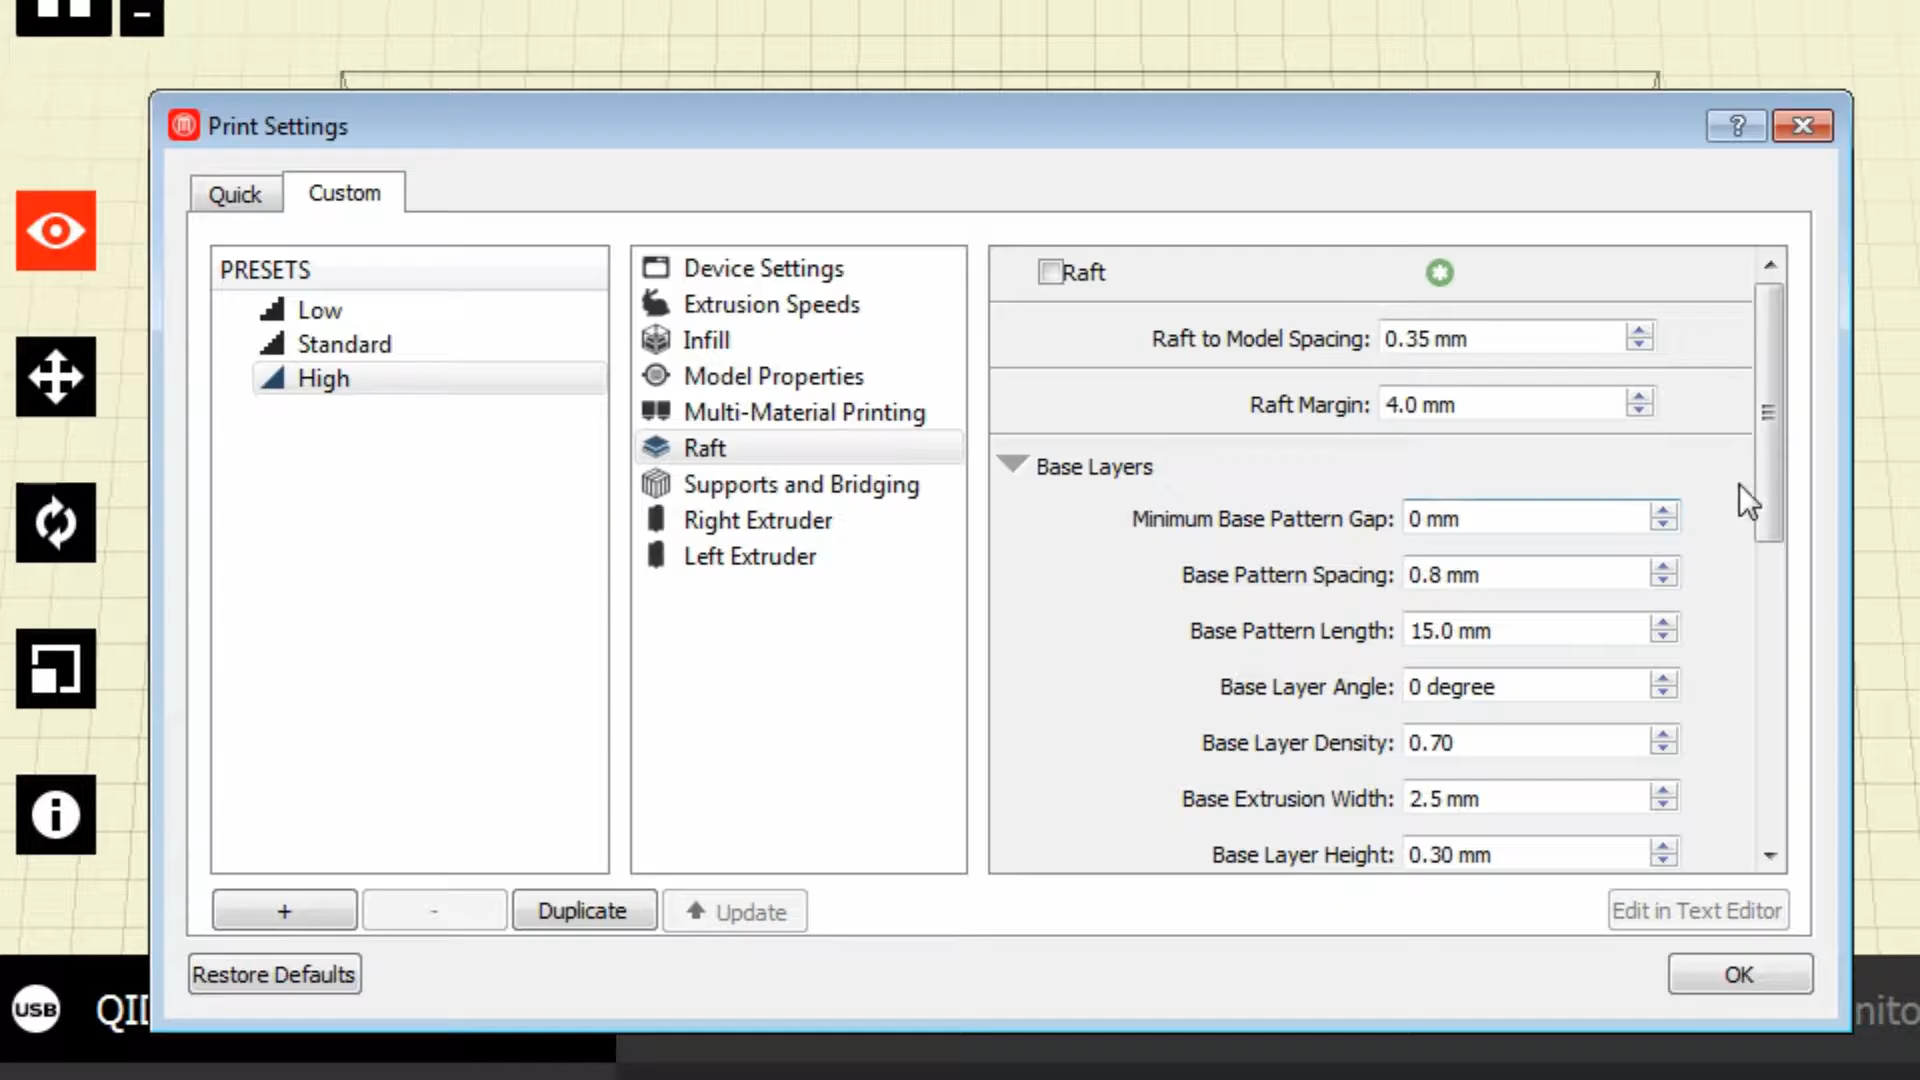 Print Settings
?
Quick
Custom
PRESETS
Low
Standard
High
Device Settings
Extrusion Speeds
Infill
Model Properties
Multi-Material Printing
Raft
Supports and Bridging
Right Extruder
Left Extruder
Raft
Raft to Model Spacing: 0.35 mm
Raft Margin: 4.0 mm
Base Layers
Minimum Base Pattern Gap: 0 mm
Base Pattern Spacing: 0.8 mm
Base Pattern Length: 15.0 mm
Base Layer Angle: 0 degree
Base Layer Density: 0.70
Base Extrusion Width: 2.5 mm
Base Layer Height: 0.30 mm
+
-
Duplicate
Update
Edit in Text Editor
Restore Defaults
OK
USB